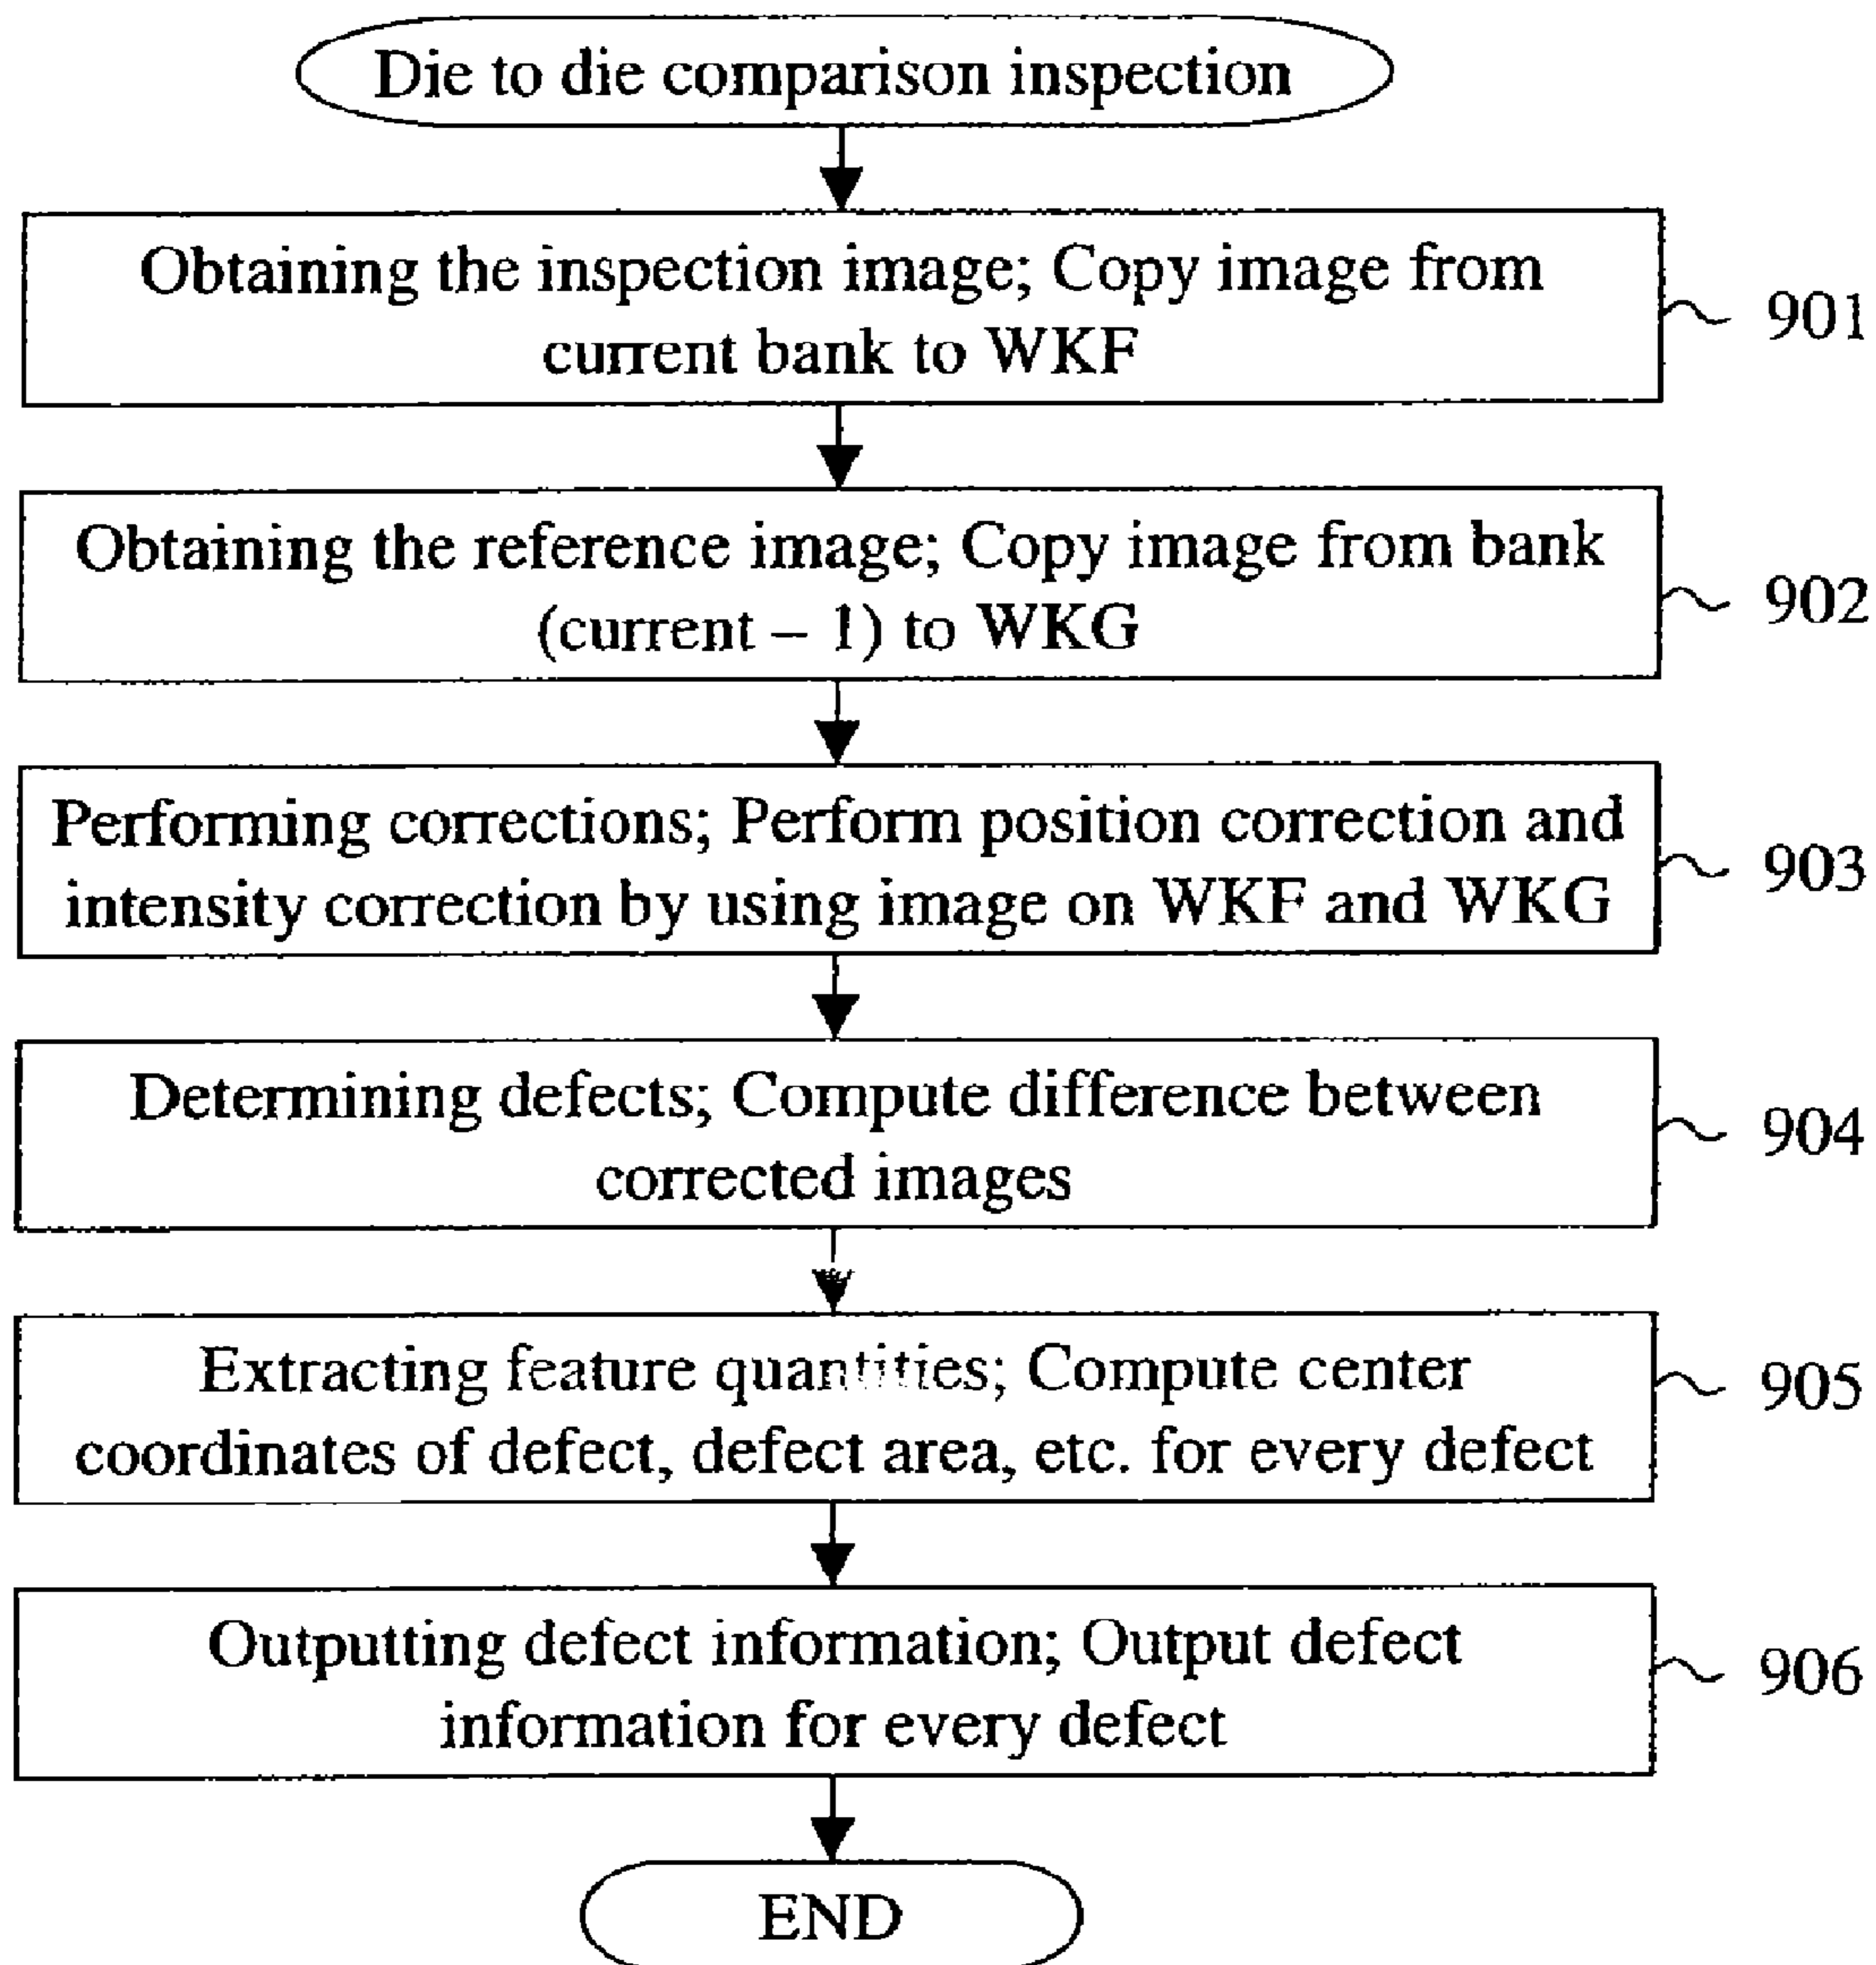 Die to die comparison inspection
Obtaining the inspection image; Copy image from
current bank to WKF
901
Obtaining the reference image; Copy image from bank
(current – 1) to WKG
902
Performing corrections; Perform position correction and
intensity correction by using image on WKF and WKG
903
Determining defects; Compute difference between
corrected images
904
Extracting feature quantities; Compute center
coordinates of defect, defect area, etc. for every defect
905
Outputting defect information; Output defect
information for every defect
906
END